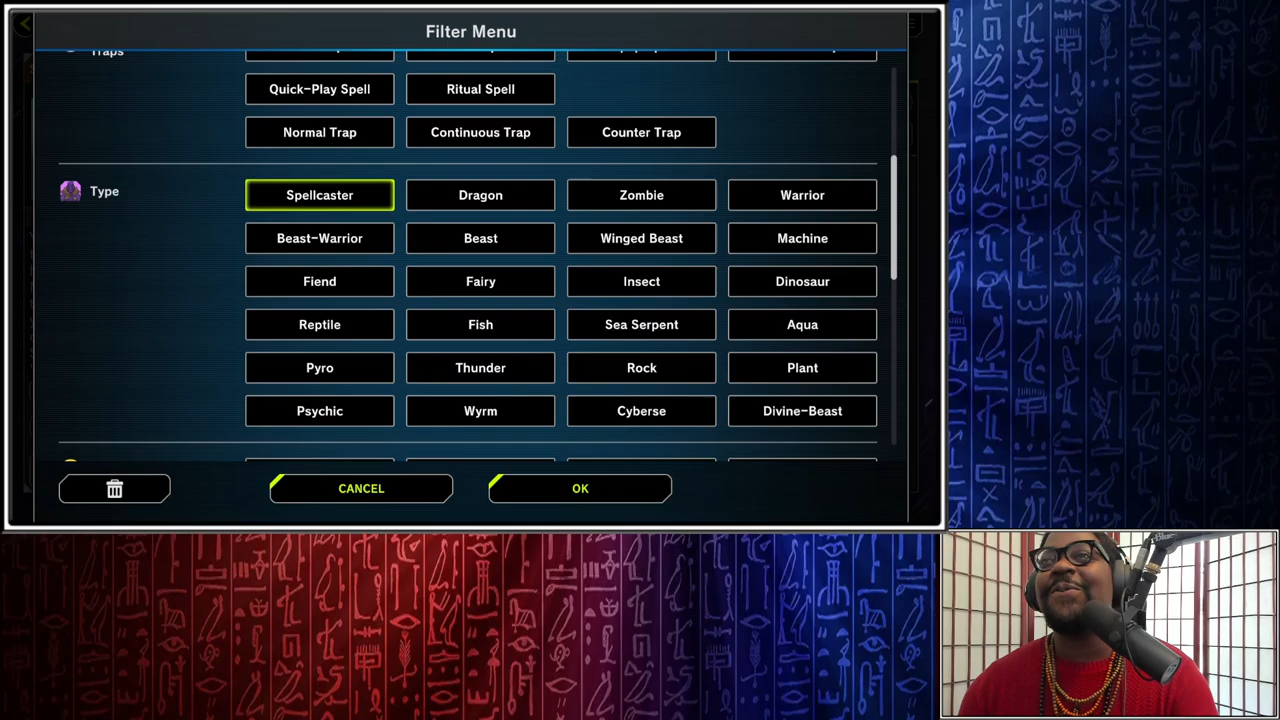 Filter Menu
Traps
Quick-Play Spell Ritual Spell
Normal Trap Continuous Trap Counter Trap
Type
Spellcaster Dragon Zombie Warrior
Beast-Warrior Beast Winged Beast Machine
Fiend Fairy Insect Dinosaur
Reptile Fish Sea Serpent Aqua
Pyro Thunder Rock Plant
Psychic Wyrm Cyberse Divine-Beast
CANCEL OK
Blue